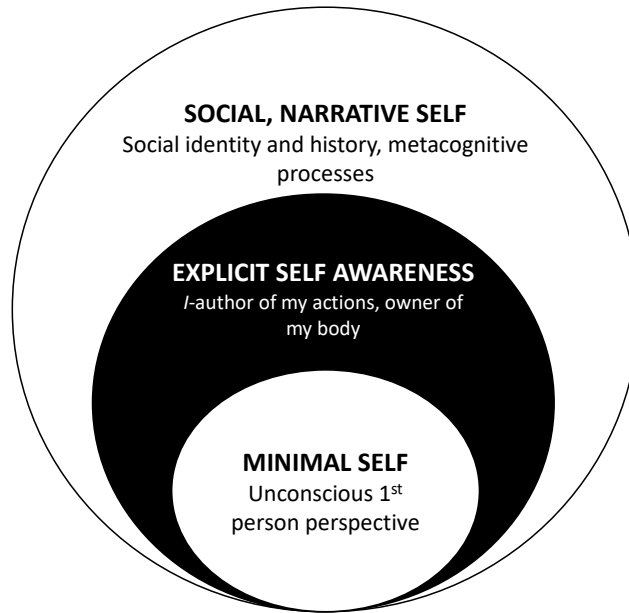 SOCIAL, NARRATIVE SELF
Social identity and history, metacognitive
processes
EXPLICIT SELF AWARENESS
I-author of my actions, owner of
my body
MINIMAL SELF
Unconscious 1st
person perspective